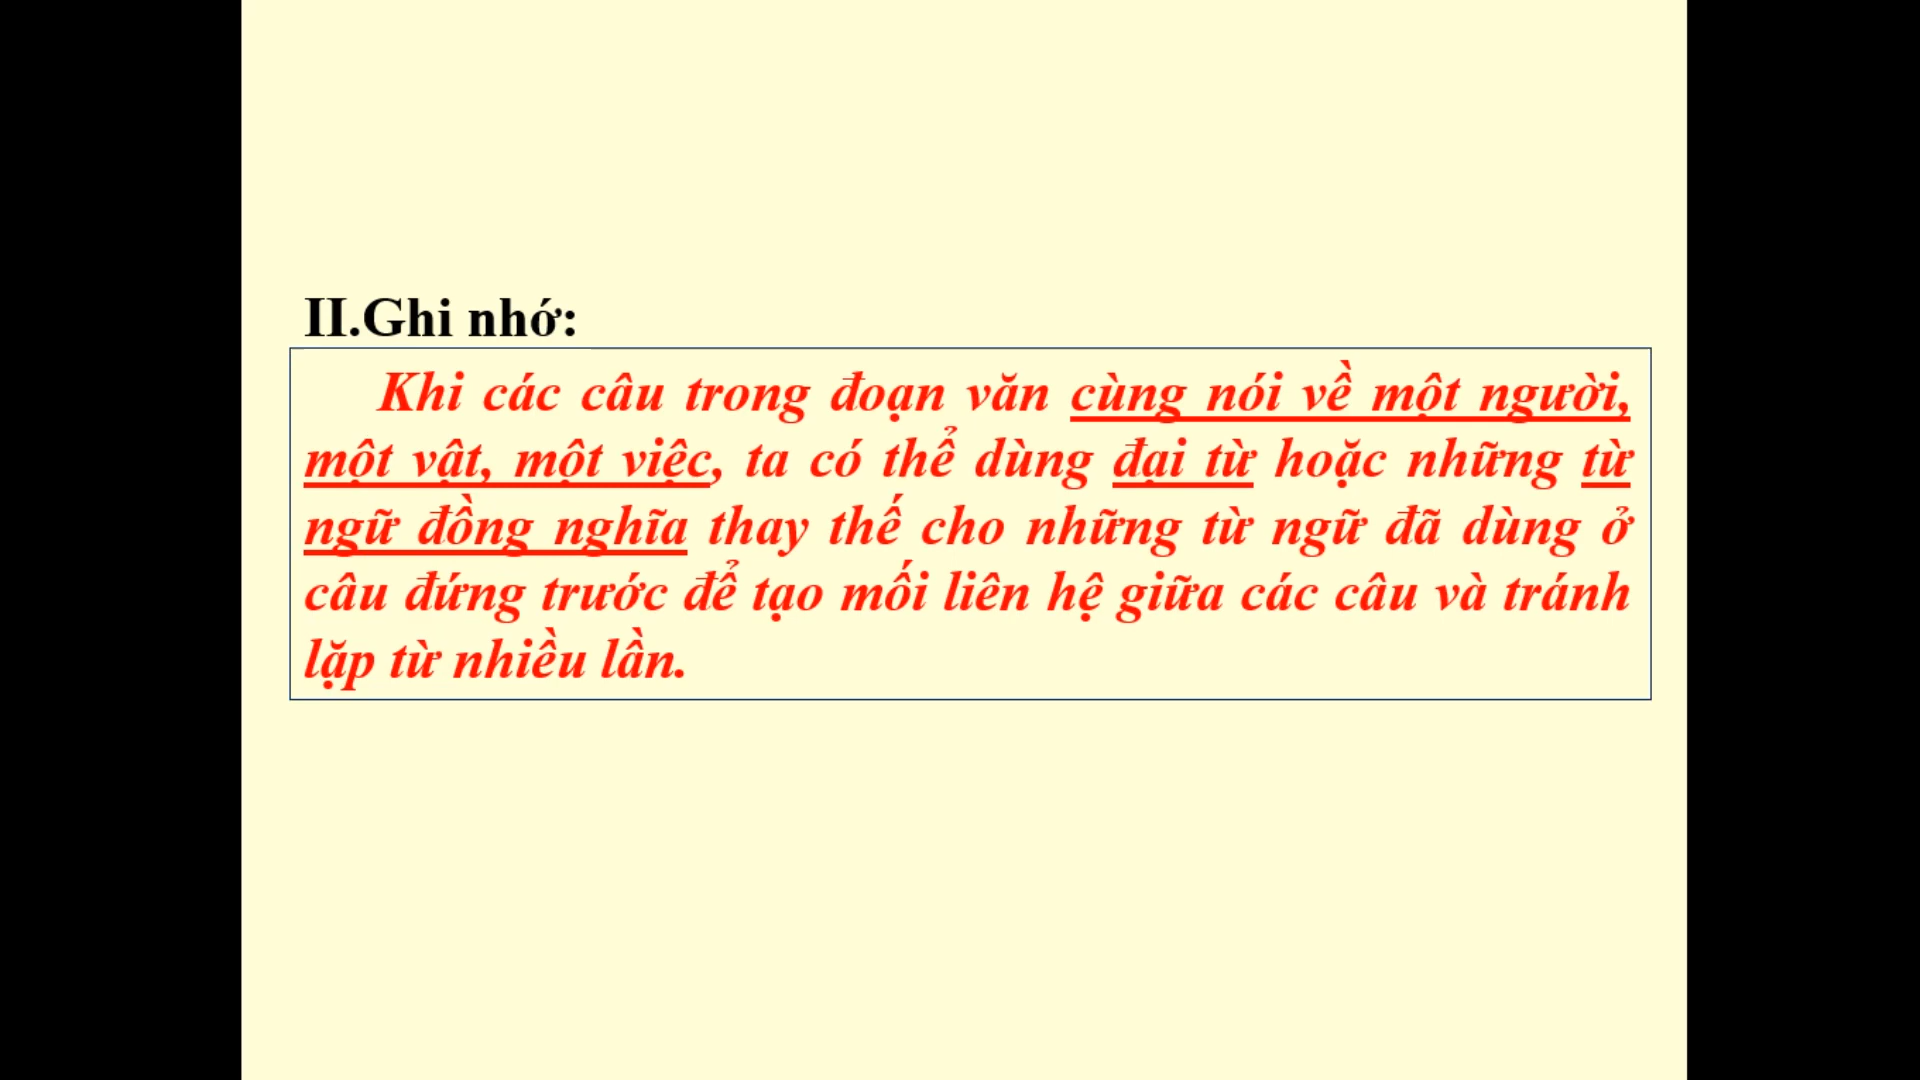 II.Ghi nhớ:
Khi các câu trong đoạn văn cùng nói về một người,
một vật, một việc, ta có thể dùng đại từ hoặc những từ
ngữ đồng nghĩa thay thế cho những từ ngữ đã dùng ở
câu đứng trước để tạo mối liên hệ giữa các câu và tránh
lặp từ nhiều lần.